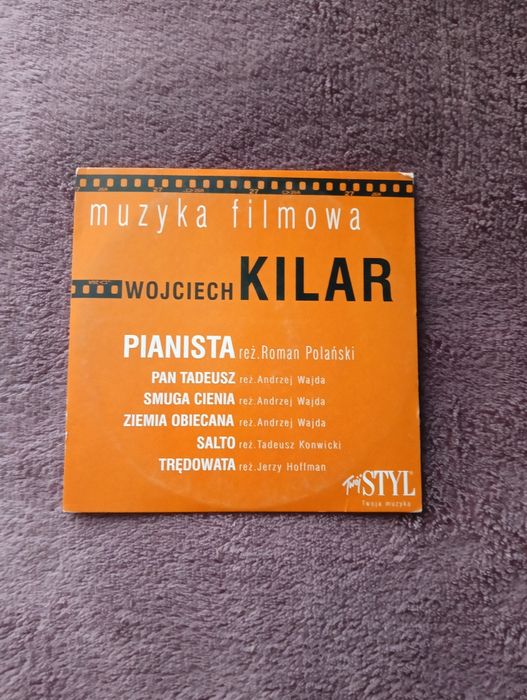 muzyka filmowa
WOJCIECH KILAR
PIANISTA reż.Roman Polański
PAN TADEUSZ reż.Andrzej Wajda
SMUGA CIENIA reż.Andrzej Wajda
ZIEMIA OBIECANA reż.Andrzej Wajda
SALTO reż.Tadeusz Konwicki
TRĘDOWATA reż.Jerzy Hoffman
Twój STYL
Twoja muzyka